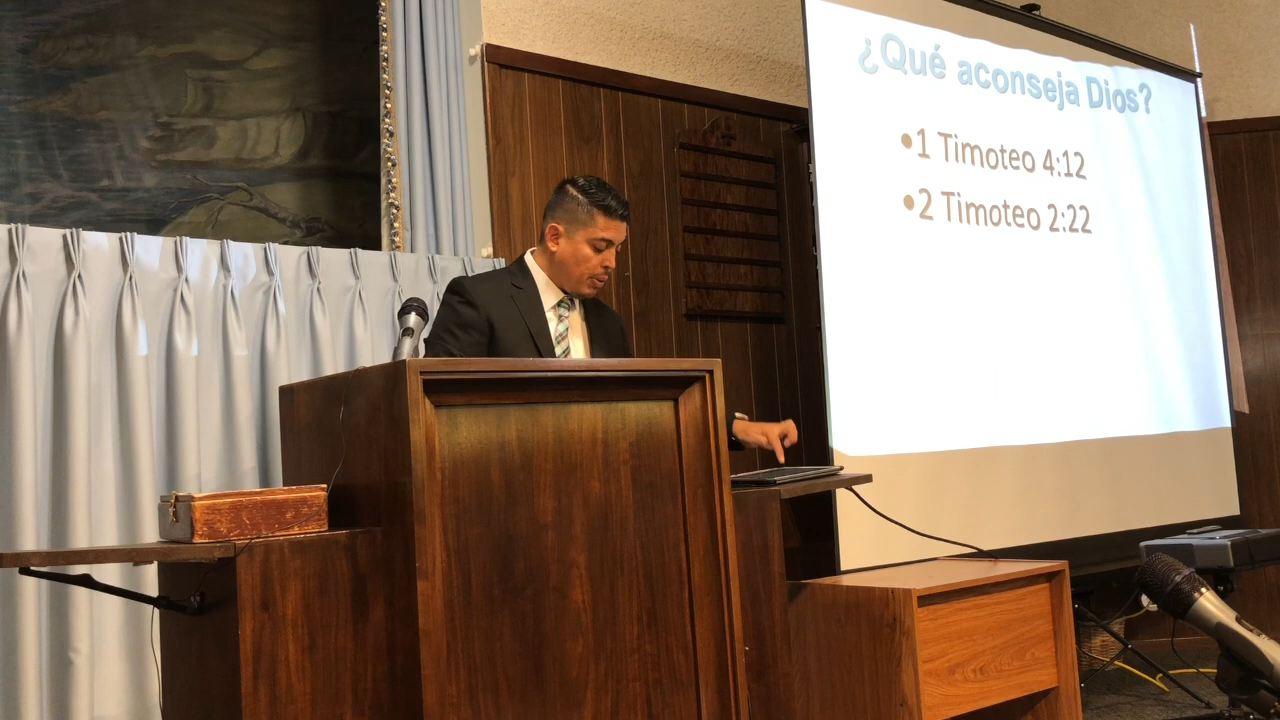 ¿Qué aconseja Dios?
•1 Timoteo 4:12
•2 Timoteo 2:22